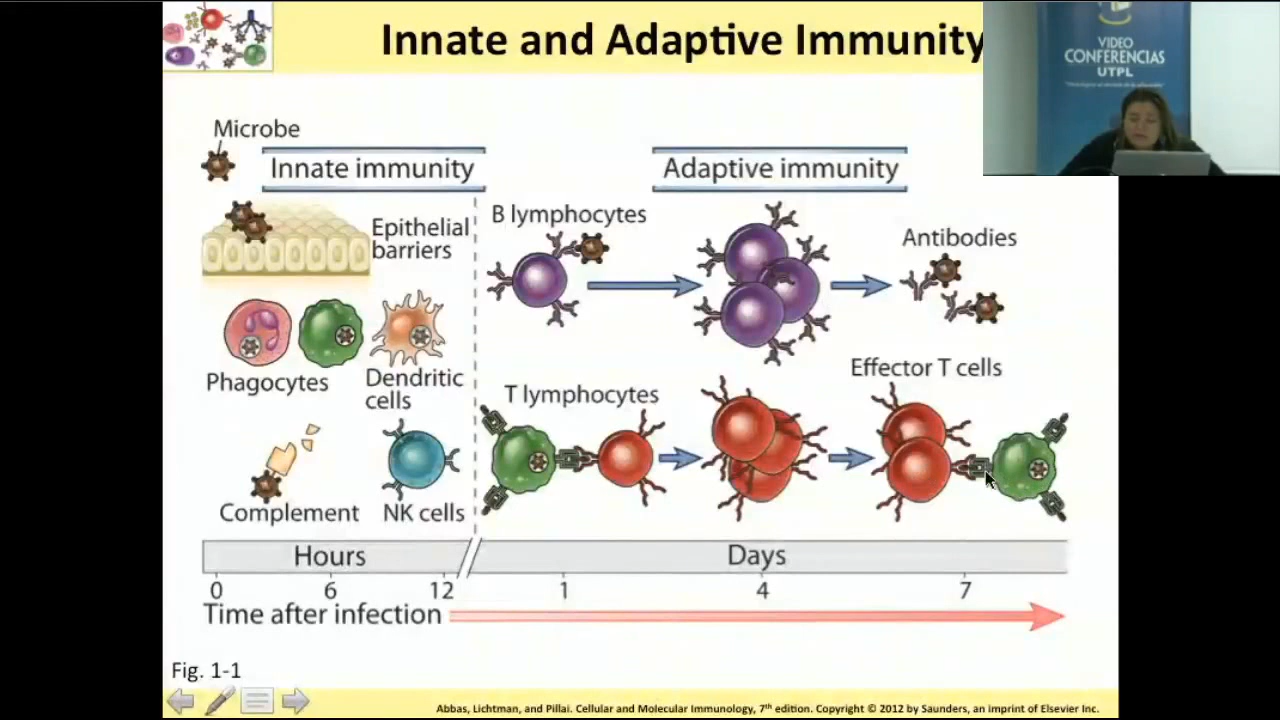 Innate and Adaptive Immunity
VIDEO
CONFERENCIAS
UTPL
Microbe
Innate immunity
Adaptive immunity
Epithelial
barriers
B lymphocytes
Antibodies
Phagocytes
Dendritic
cells
T lymphocytes
Effector T cells
Complement
NK cells
Hours
Days
0 6 12 1 4 7
Time after infection
Fig. 1-1
Abbas, Lichtman, and Pillai. Cellular and Molecular Immunology, 7th edition. Copyright © 2012 by Saunders, an imprint of Elsevier Inc.